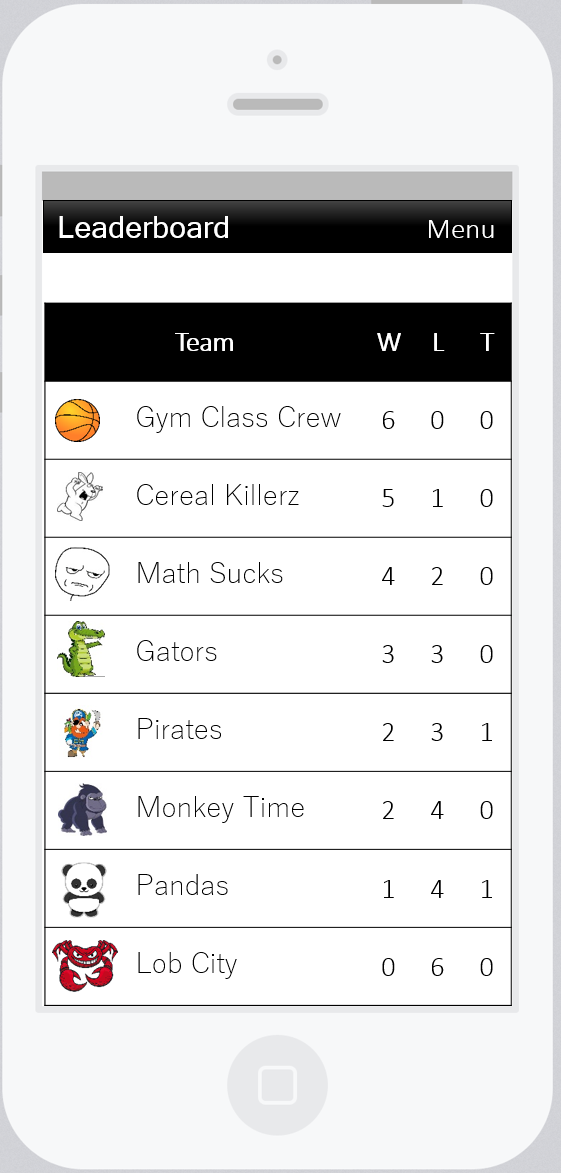 Leaderboard Menu
Team W L T
Gym Class Crew 6 0 0
Cereal Killerz 5 1 0
Math Sucks 4 2 0
Gators 3 3 0
Pirates 2 3 1
Monkey Time 2 4 0
Pandas 1 4 1
Lob City 0 6 0